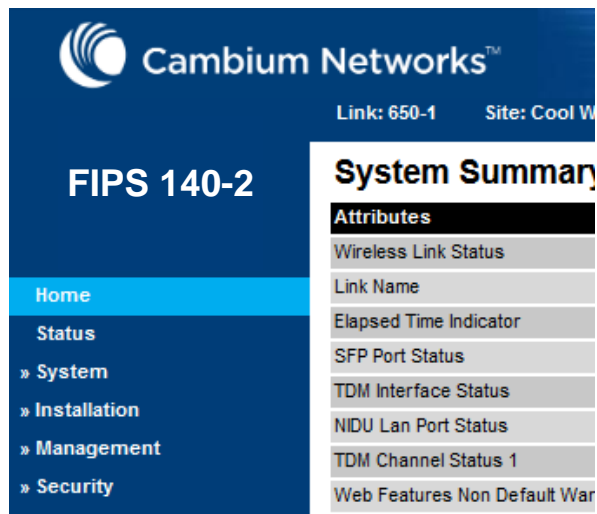 Cambium Networks™
Link: 650-1 Site: Cool
FIPS 140-2
System Summary
Attributes
Wireless Link Status
Link Name
Elapsed Time Indicator
SFP Port Status
TDM Interface Status
NIDU Lan Port Status
TDM Channel Status 1
Web Features Non Default
Home
Status
» System
» Installation
» Management
» Security